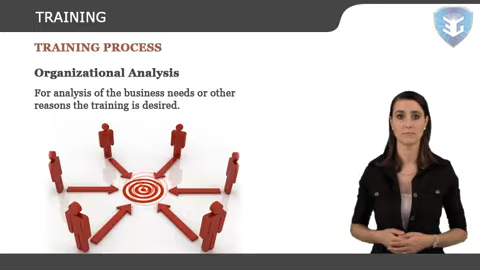 TRAINING
TRAINING PROCESS
Organizational Analysis
For analysis of the business needs or other
reasons the training is desired.